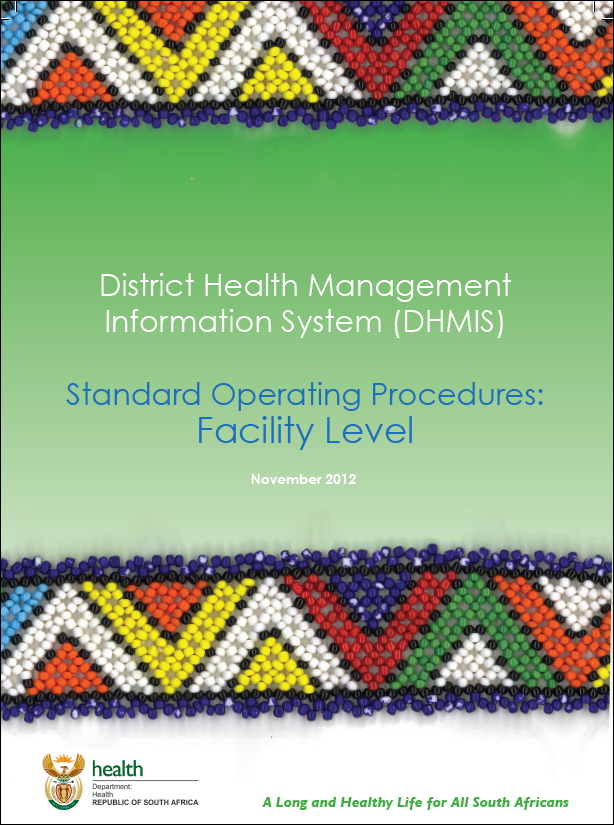 District Health Management
Information System (DHMIS)
Standard Operating Procedures:
Facility Level
November 2012
health
Department:
Health
REPUBLIC OF SOUTH AFRICA
A Long and Healthy Life for All South Africans